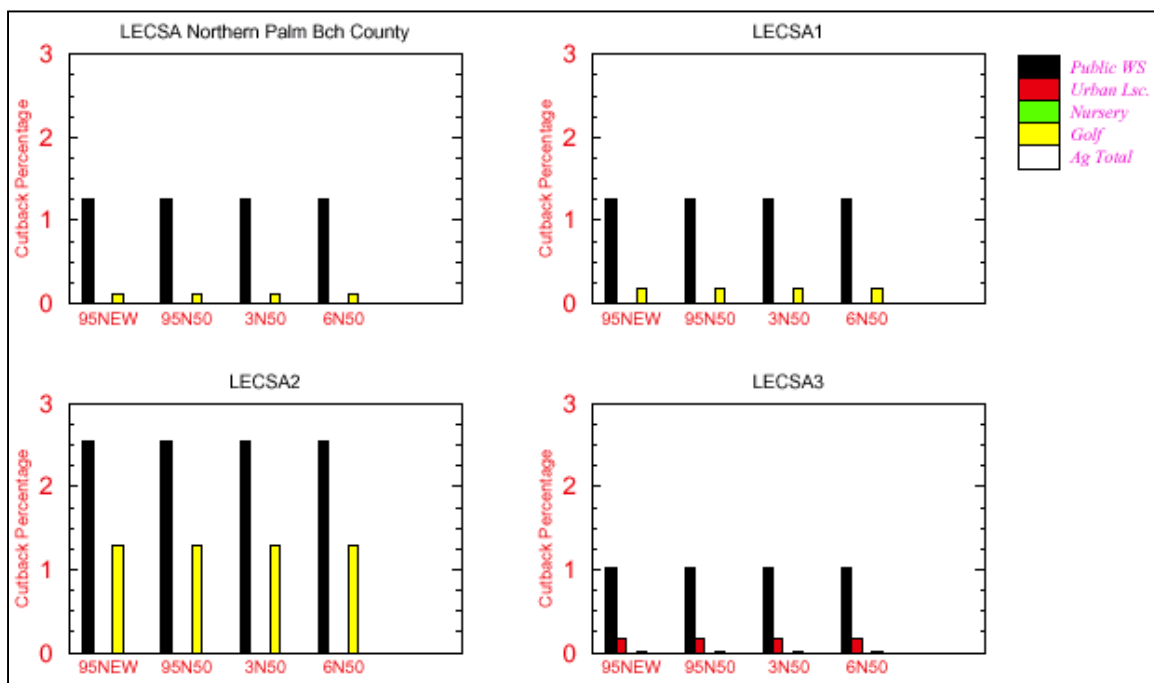 LECSA Northern Palm Bch County
3
2
1
0
Cutback Percentage
95NEW 95N50 3N50 6N50
LECSA1
3
2
1
0
Cutback Percentage
95NEW 95N50 3N50 6N50
Public WS
Urban Lsc.
Nursery
Golf
Ag Total
LECSA2
3
2
1
0
Cutback Percentage
95NEW 95N50 3N50 6N50
LECSA3
3
2
1
0
Cutback Percentage
95NEW 95N50 3N50 6N50